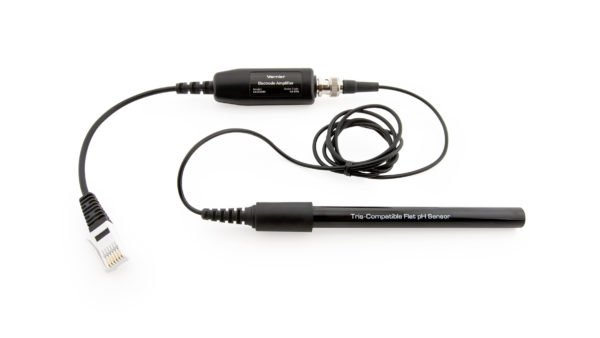 Vernier
Electrode Amplifier
Tris-Compatible Flat pH Sensor